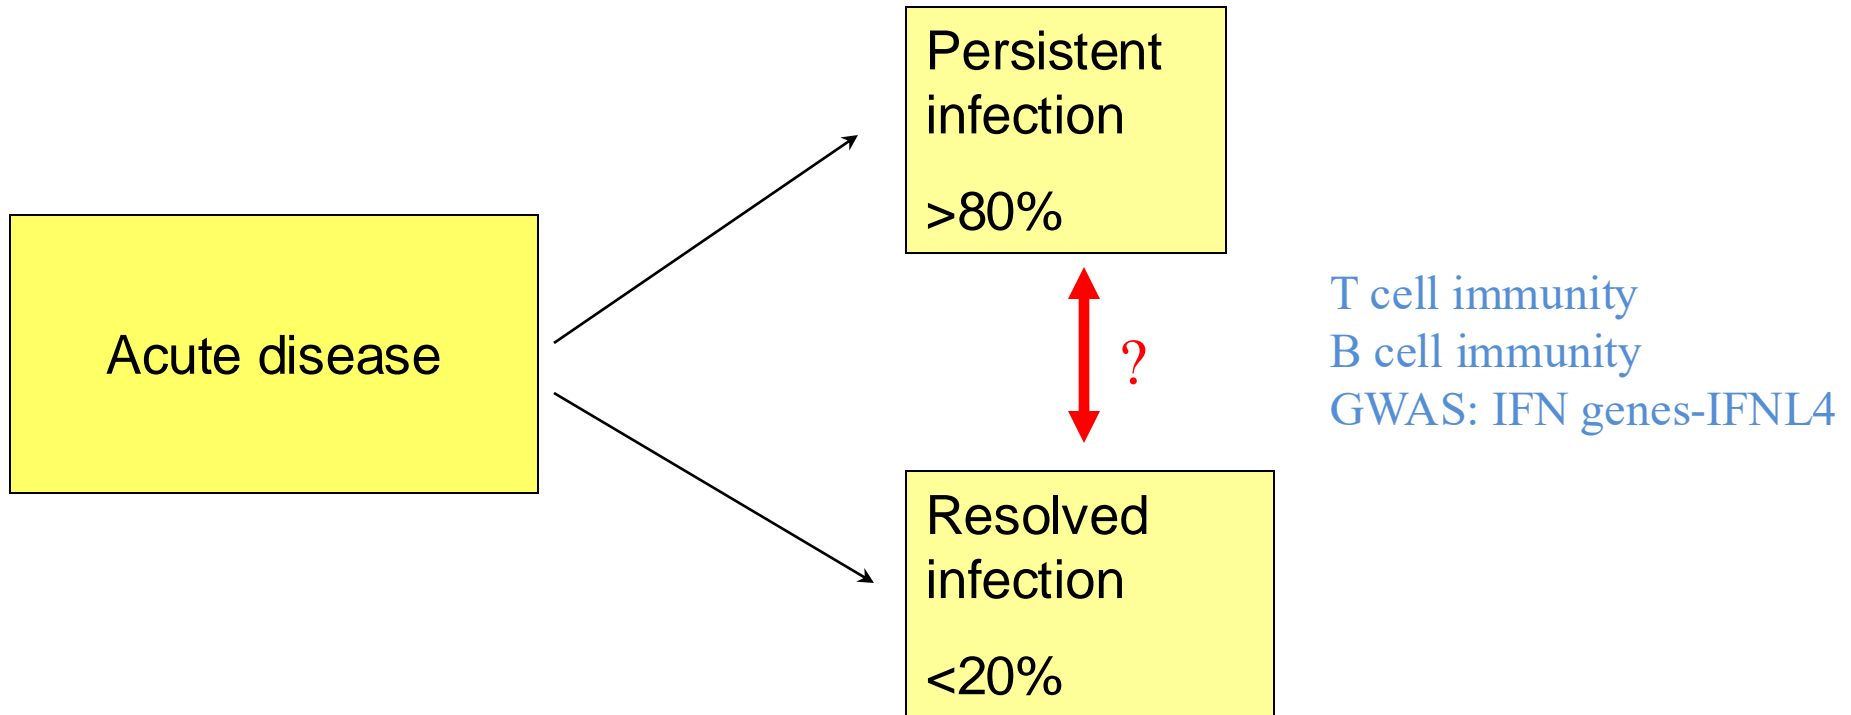 Persistent
infection
>80%
Acute disease
?
T cell immunity
B cell immunity
GWAS: IFN genes-IFNL4
Resolved
infection
<20%